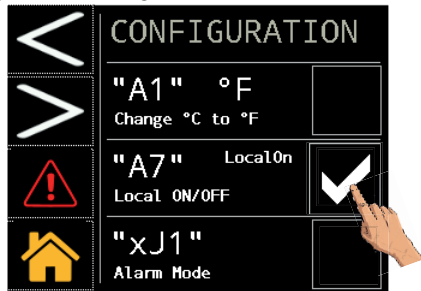 CONFIGURATION
"A1" °F
Change °C to °F
"A7" LocalOn
Local ON/OFF
"xJ1"
Alarm Mode